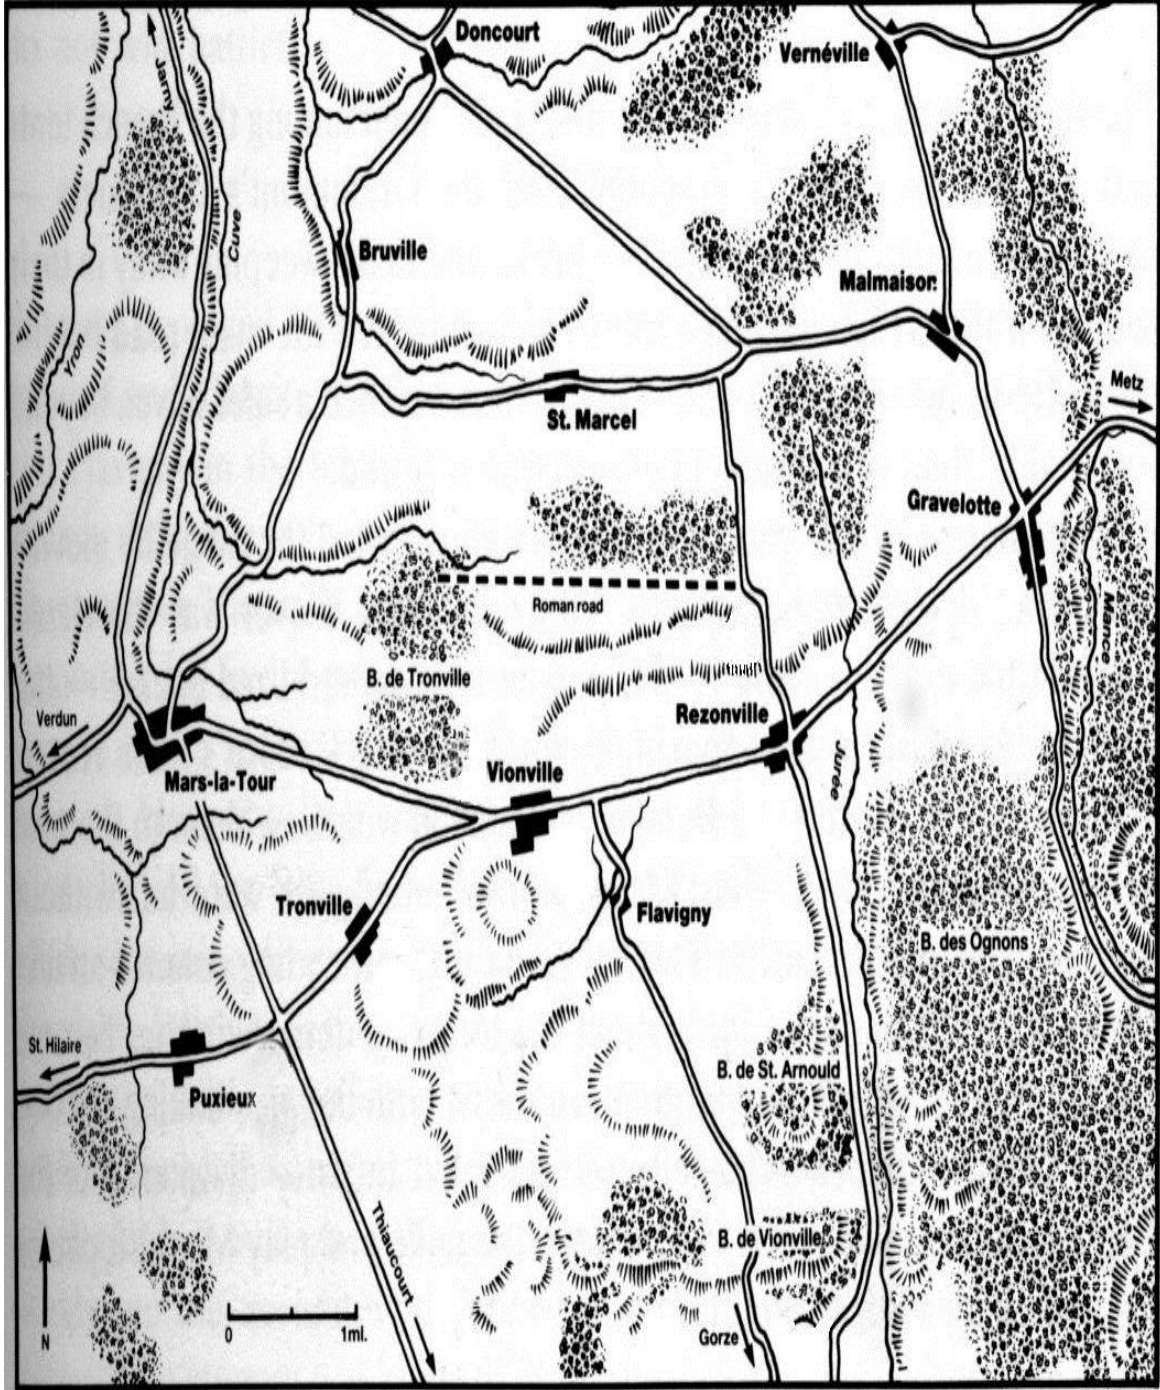 Doncourt
Vernéville
Jarny
Cuve
Bruville
Malmaison
Yron
Metz
St. Marcel
Gravelotte
Roman road
Mance
B. de Tronville
Verdun
Rezonville
Mars-la-Tour
Vionville
Jurée
Tronville
Flavigny
B. des Ognons
St. Hilaire
B. de St. Arnould
Puxieux
Thiaucourt
B. de Vionville
N
0 1ml.
Gorze